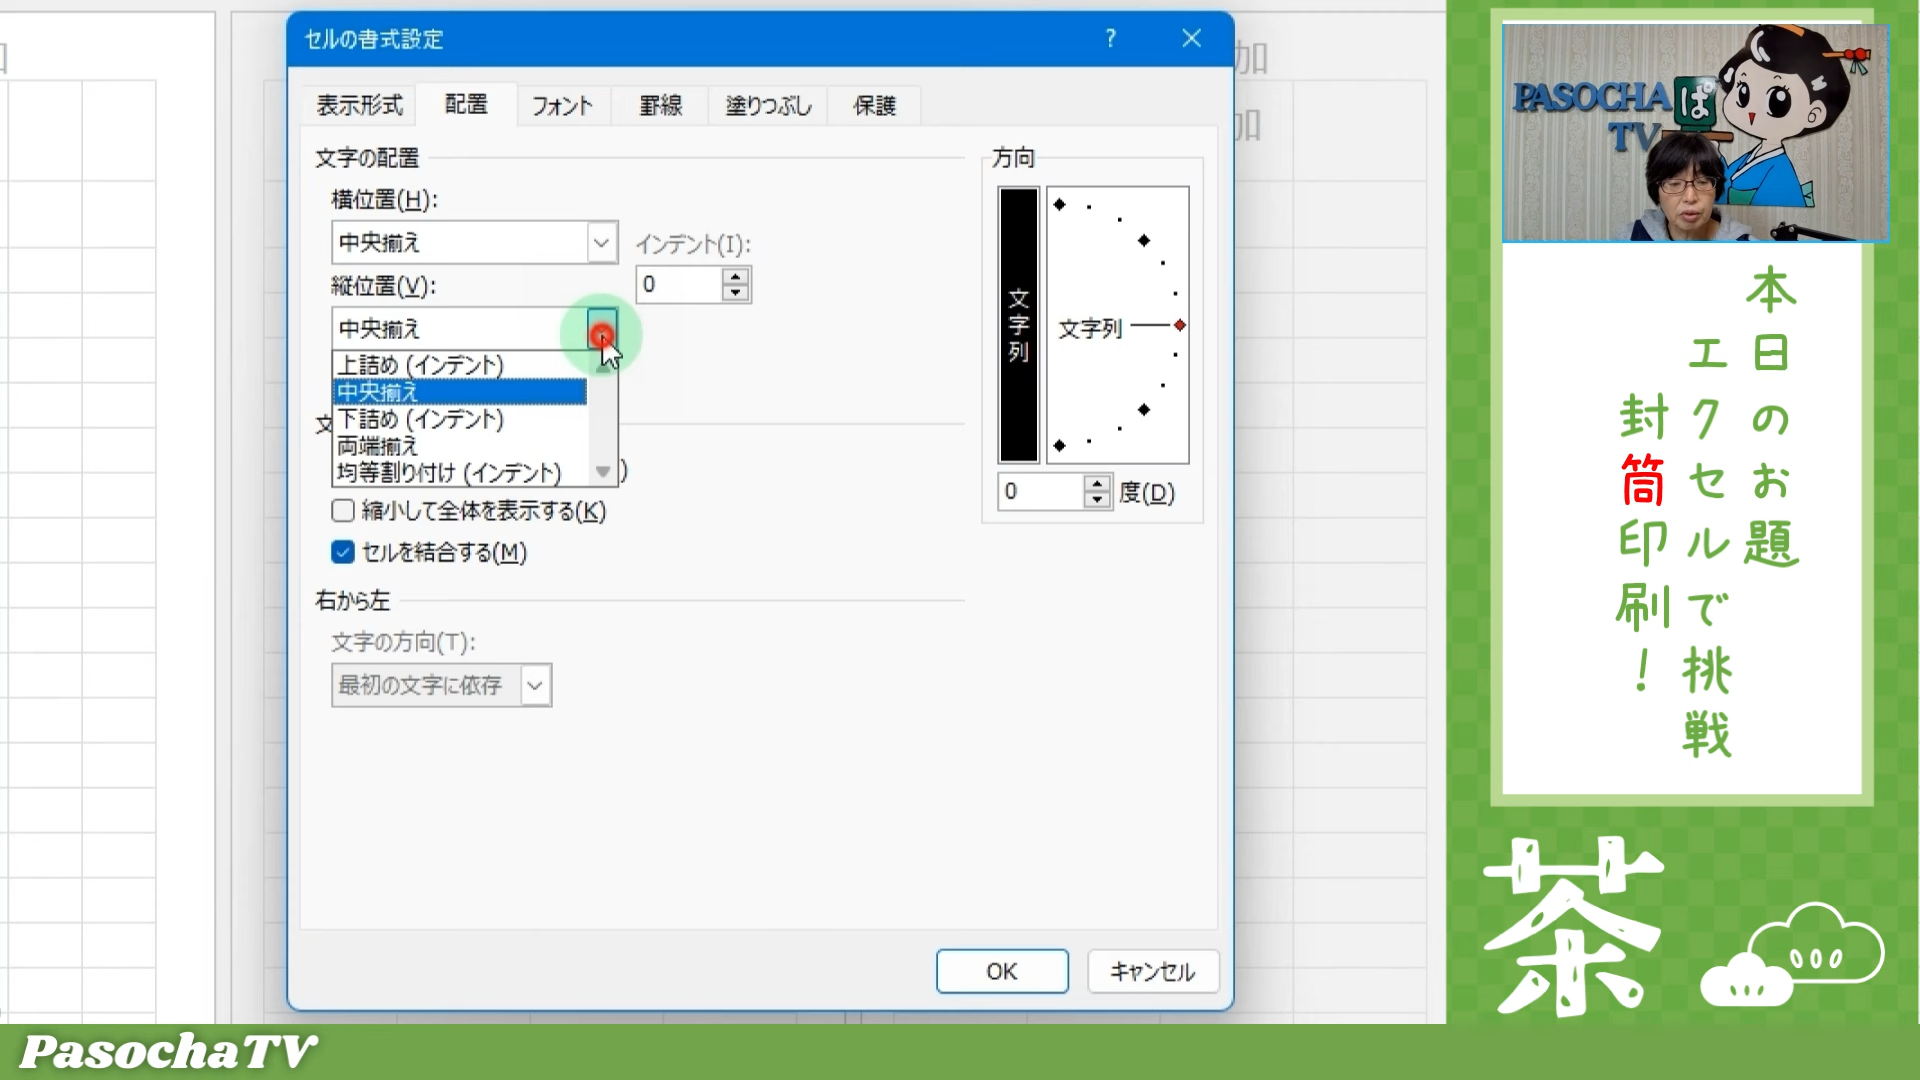 セルの書式設定
表示形式
配置
フォント
罫線
塗りつぶし
保護
文字の配置
横位置(H):
中央揃え
インデント(I):
0
縦位置(V):
中央揃え
上詰め (インデント)
中央揃え
下詰め (インデント)
両端揃え
均等割り付け (インデント)
縮小して全体を表示する(K)
セルを結合する(M)
右から左
文字の方向(T):
最初の文字に依存
方向
文字列
文字列
0
度(D)
OK
キャンセル
PASOCHA
TV
ぱ
本日のお題
エクセルで挑戦
封筒印刷！
茶
PasochaTV